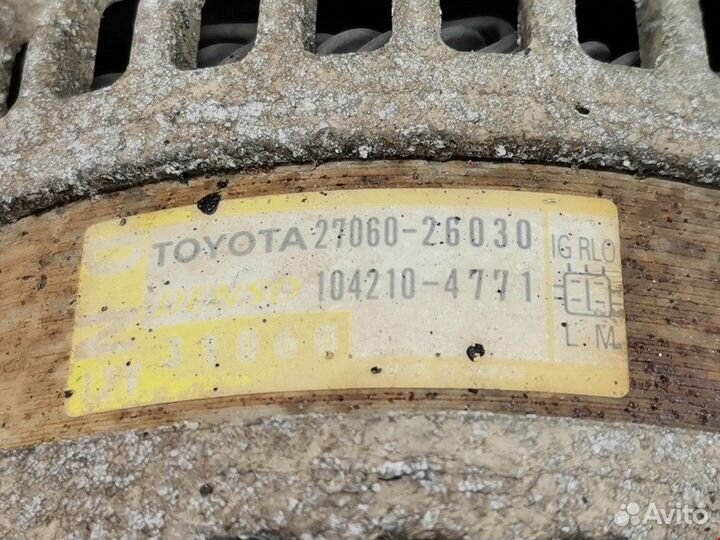 TOYOTA 27060-26030
DENSO 104210-4771
IG RLO
L M
Avito